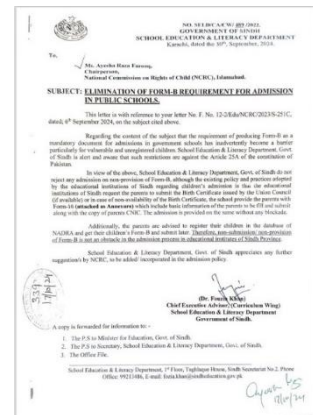 NO. SELD/CA/CW/ /2024.
GOVERNMENT OF SINDH
SCHOOL EDUCATION & LITERACY DEPARTMENT
Karachi, dated the 10th, September, 2024.
To,
Ms. Ayesha Raza Farooq,
Chairperson,
National Commission on Rights of Child (NCRC), Islamabad.
SUBJECT: ELIMINATION OF FORM-B REQUIREMENT FOR ADMISSION
IN PUBLIC SCHOOLS.
This letter is with reference to your letter No. F. No. 12-2/Edu/NCRC/2023/S-251C,
dated; 6th September 2024, on the subject cited above.
Regarding the content of the subject that the requirement of producing Form-B as a
mandatory document for admissions in government schools has inadvertently become a barrier
particularly for vulnerable and unregistered children. School Education & Literacy Department, Govt
of Sindh is alert and aware that such restrictions are against the Article 25A of the constitution of
Pakistan.
In view of the above, School Education & Literacy Department, Govt. of Sindh do not
reject any admission on non-provision of Form-B, although the existing policy and practices adopted
by the educational institutions of Sindh regarding children's admission is that the educational
institutions of Sindh request the parents to submit the Birth Certificate issued by the Union Council
(if available) or in case of non-availability of the Birth Certificate, the school provide the parents with
Form-16 (attached as Annexure) which include basic information of the parents to be fill and submit
along with the copy of parents CNIC. The admission is provided on the same without any blockade.
Additionally, the parents are advised to register their children in the database of
NADRA and get their children's Form-B and submit later. Therefore, non-submission/non-provision
of Form-B is not an obstacle in the admission process in educational institutes of Sindh Province.
School Education & Literacy Department, Govt. of Sindh appreciates any further
suggestions by NCRC, to be added/incorporated in the admission policy.
(Dr. Fouzia Khan)
Chief Executive Advisor (Curriculum Wing)
School Education & Literacy Department
Government of Sindh.
A copy is forwarded for information to: -
1. The P.S to Minister for Education, Govt. of Sindh.
2. The P.S to Secretary, School Education & Literacy Department, Govt. of Sindh.
3. The Office File.
School Education & Literacy Department, 1st Floor, Tughlaque House, Sindh Secretariat No.2. Phone
Office: 99211486, E-mail: